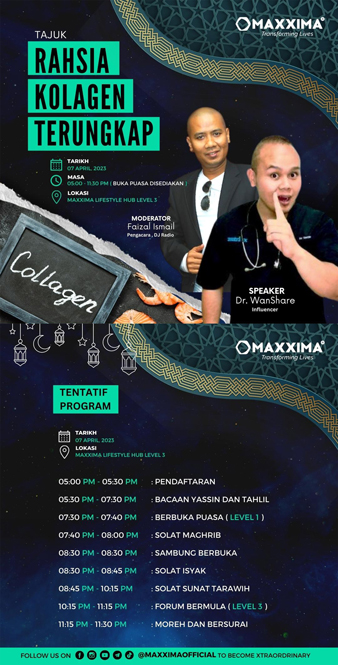 MAXXIMA
Transforming Lives
TAJUK
RAHSIA
KOLAGEN
TERUNGKAP
TARIKH
07 APRIL 2023
MASA
05:00 - 11:30 PM ( BUKA PUASA DISEDIAKAN )
LOKASI
MAXXIMA LIFESTYLE HUB LEVEL 3
MODERATOR
Faizal Ismail
Pengacara , DJ Radio
Collagen
SPEAKER
Dr. WanShare
Influencer
MAXXIMA
Transforming Lives
TENTATIF
PROGRAM
TARIKH
07 APRIL 2023
LOKASI
MAXXIMA LIFESTYLE HUB LEVEL 3
05:00 PM - 05:30 PM : PENDAFTARAN
05:30 PM - 07:30 PM : BACAAN YASSIN DAN TAHLIL
07:30 PM - 07:40 PM : BERBUKA PUASA ( LEVEL 1 )
07:40 PM - 08:00 PM : SOLAT MAGHRIB
08:30 PM - 08:30 PM : SAMBUNG BERBUKA
08:30 PM - 08:45 PM : SOLAT ISYAK
08:45 PM - 10:15 PM : SOLAT SUNAT TARAWIH
10:15 PM - 11:15 PM : FORUM BERMULA ( LEVEL 3 )
11:15 PM - 11:30 PM : MOREH DAN BERSURAI
FOLLOW US ON @MAXXIMAOFFICIAL TO BECOME XTRAORDRINARY